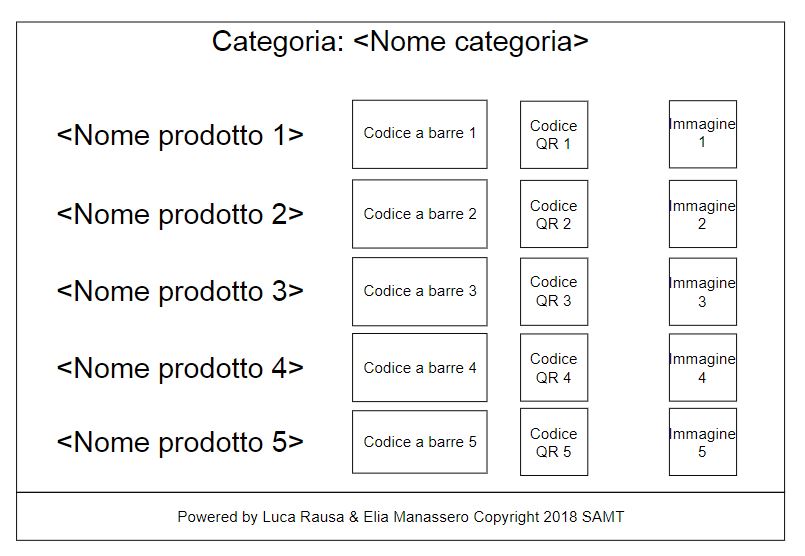 Categoria: <Nome categoria>
<Nome prodotto 1>
Codice a barre 1
Codice
QR 1
Immagine
1
<Nome prodotto 2>
Codice a barre 2
Codice
QR 2
Immagine
2
<Nome prodotto 3>
Codice a barre 3
Codice
QR 3
Immagine
3
<Nome prodotto 4>
Codice a barre 4
Codice
QR 4
Immagine
4
<Nome prodotto 5>
Codice a barre 5
Codice
QR 5
Immagine
5
Powered by Luca Rausa & Elia Manassero Copyright 2018 SAMT